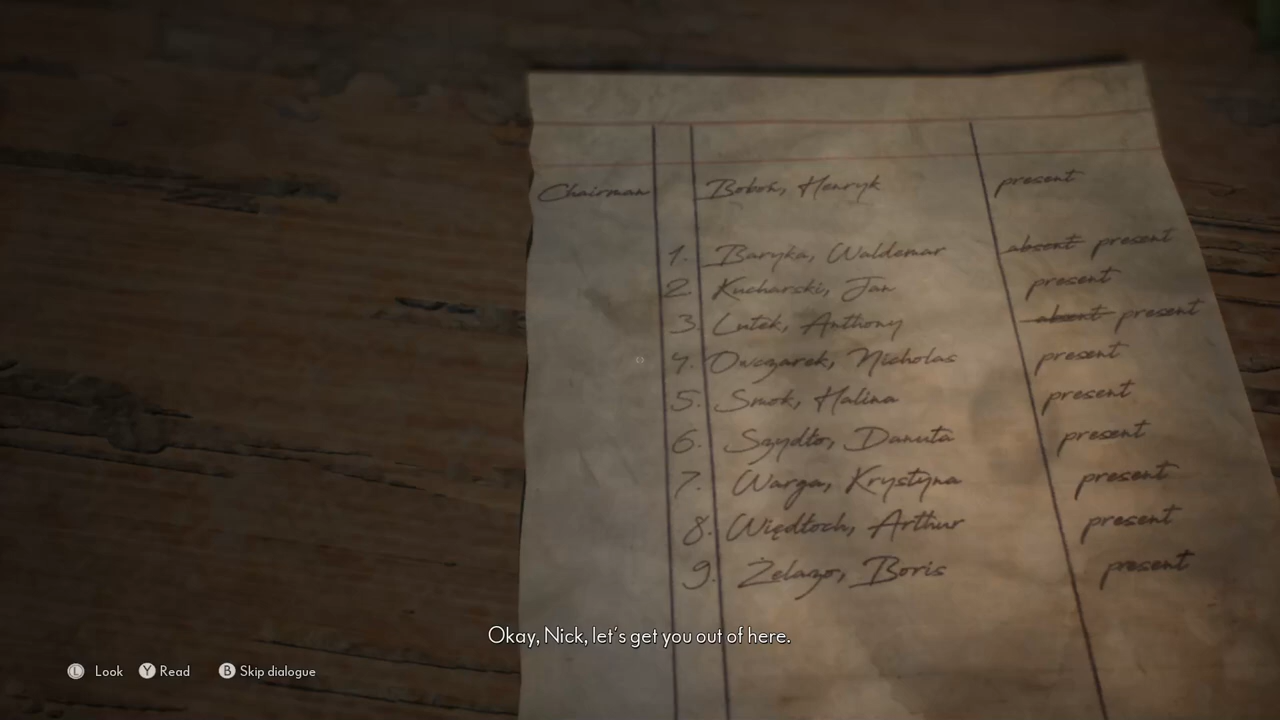 Chairman Boboń, Henryk present
1. Baryka, Waldemar absent present
2. Kucharski, Jan present
3. Lutek, Anthony absent present
4. Owczarek, Nicholas present
5. Smok, Halina present
6. Szydło, Danuta present
7. Warga, Krystyna present
8. Więdłoch, Arthur present
9. Żelazo, Boris present
Okay, Nick, let's get you out of here.
L Look Y Read B Skip dialogue